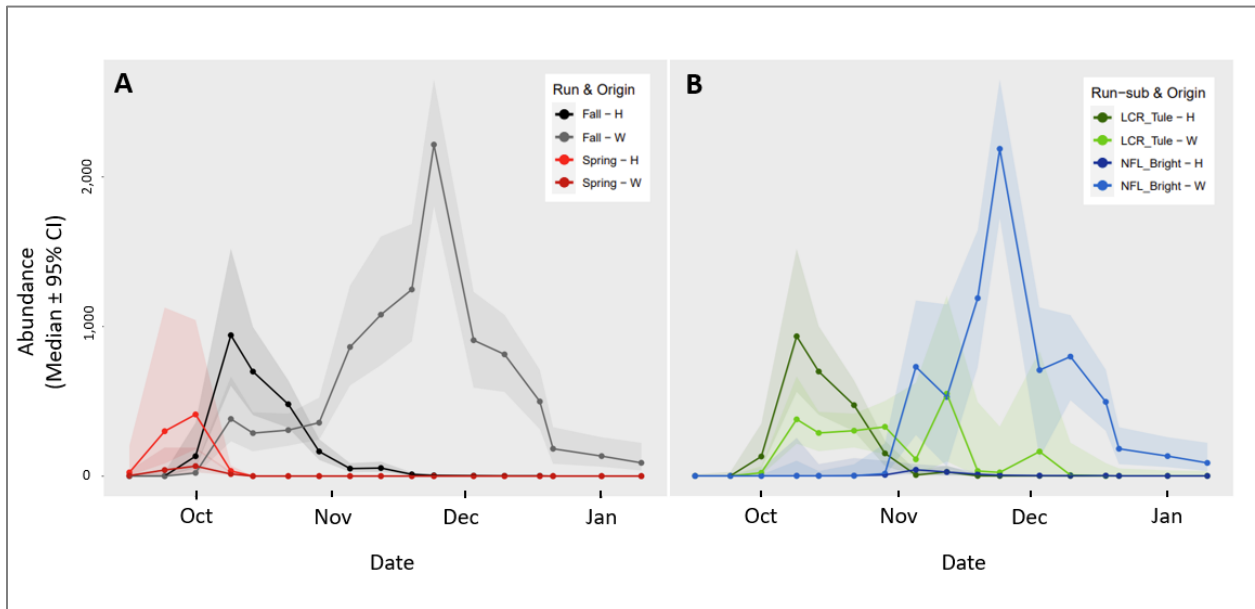 A
Run & Origin
Fall – H
Fall – W
Spring – H
Spring – W
B
Run–sub & Origin
LCR_Tule – H
LCR_Tule – W
NFL_Bright – H
NFL_Bright – W
Abundance
(Median ± 95% CI)
2,000
1,000
0
Oct
Nov
Dec
Jan
Oct
Nov
Dec
Jan
Date
Date